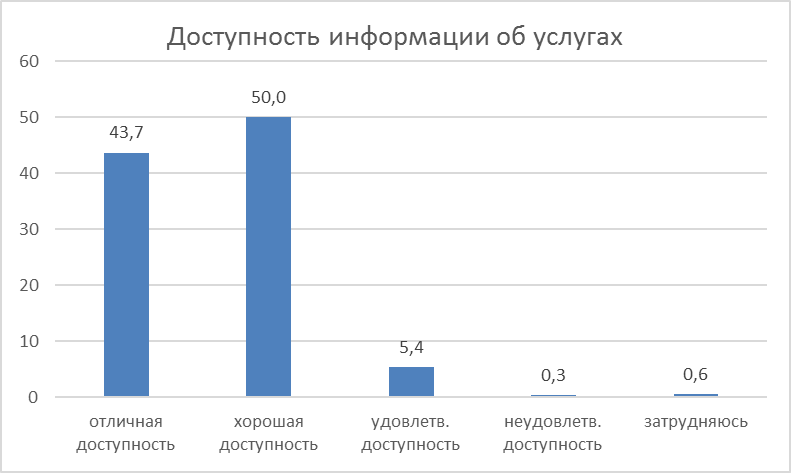 Доступность информации об услугах
60
50
40
30
20
10
0
43,7
50,0
5,4
0,3
0,6
отличная
доступность
хорошая
доступность
удовлетв.
доступность
неудовлетв.
доступность
затрудняюсь